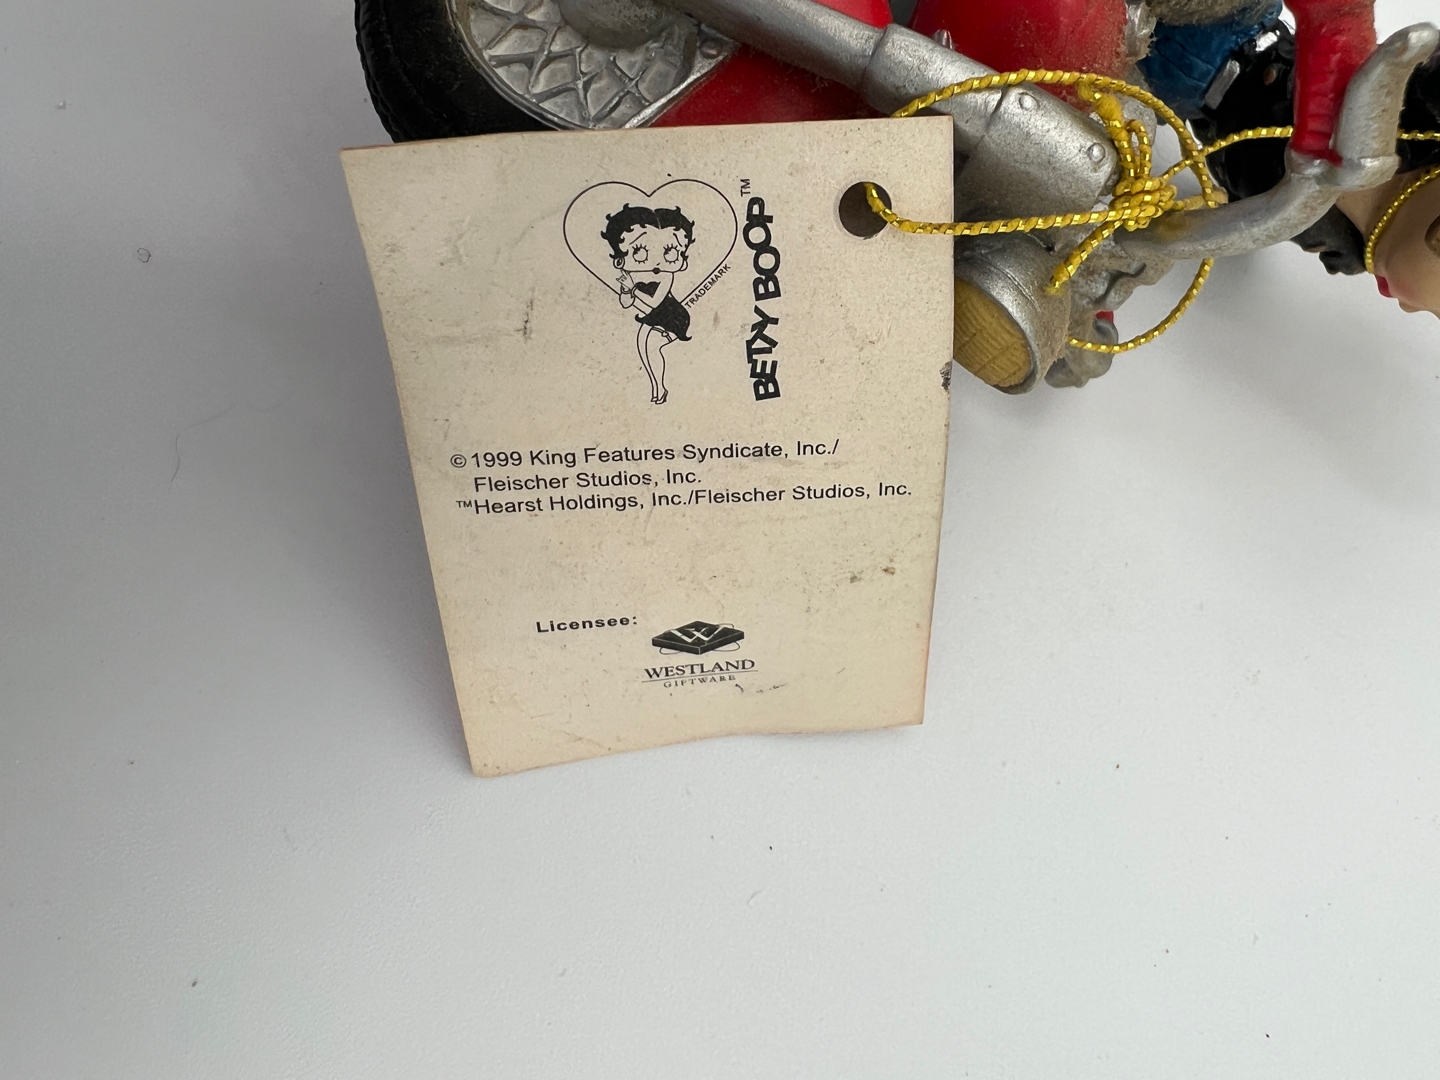 TRADEMARK
BETTY BOOP™
© 1999 King Features Syndicate, Inc./
Fleischer Studios, Inc.
™Hearst Holdings, Inc./Fleischer Studios, Inc.
Licensee:
W
WESTLAND
GIFTWARE